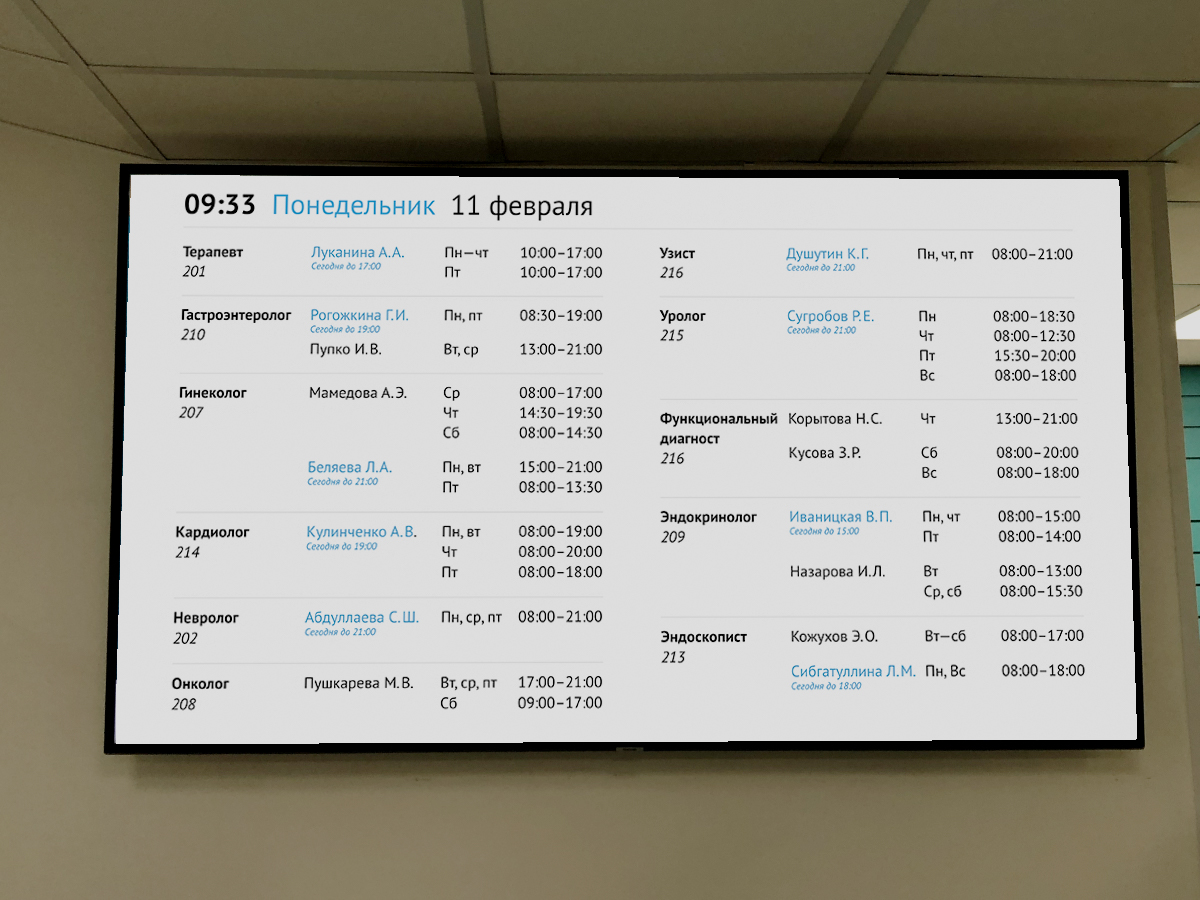 09:33 Понедельник 11 февраля
Терапевт Луканина А.А. Пн—чт 10:00–17:00
201 Сегодня до 17:00 Пт 10:00–17:00
Гастроэнтеролог Рогожкина Г.И. Пн, пт 08:30–19:00
210 Сегодня до 19:00
Пупко И.В. Вт, ср 13:00–21:00
Гинеколог Мамедова А.Э. Ср 08:00–17:00
207 Чт 14:30–19:30
Сб 08:00–14:30
Беляева Л.А. Пн, вт 15:00–21:00
Сегодня до 21:00 Пт 08:00–13:30
Кардиолог Кулинченко А.В. Пн, вт 08:00–19:00
214 Сегодня до 19:00 Чт 08:00–20:00
Пт 08:00–18:00
Невролог Абдуллаева С.Ш. Пн, ср, пт 08:00–21:00
202 Сегодня до 21:00
Онколог Пушкарева М.В. Вт, ср, пт 17:00–21:00
208 Сб 09:00–17:00
Узист Душутин К.Г. Пн, чт, пт 08:00–21:00
216 Сегодня до 21:00
Уролог Сугробов Р.Е. Пн 08:00–18:30
215 Сегодня до 21:00 Чт 08:00–12:30
Пт 15:30–20:00
Вс 08:00–18:00
Функциональный Корытова Н.С. Чт 13:00–21:00
диагност
216 Кусова З.Р. Сб 08:00–20:00
Вс 08:00–18:00
Эндокринолог Иваницкая В.П. Пн, чт 08:00–15:00
209 Сегодня до 15:00 Пт 08:00–14:00
Назарова И.Л. Вт 08:00–13:00
Ср, сб 08:00–15:30
Эндоскопист Кожухов Э.О. Вт—сб 08:00–17:00
213
Сибгатуллина Л.М. Пн, Вс 08:00–18:00
Сегодня до 18:00